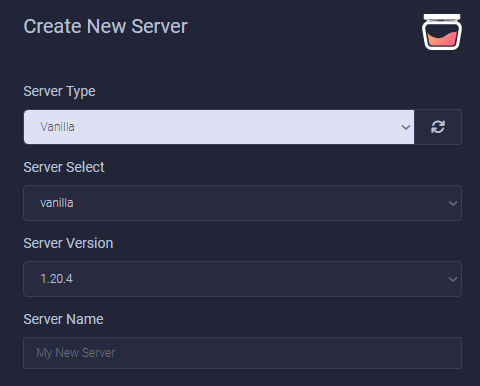 Create New Server
Server Type
Vanilla
Server Select
vanilla
Server Version
1.20.4
Server Name
My New Server